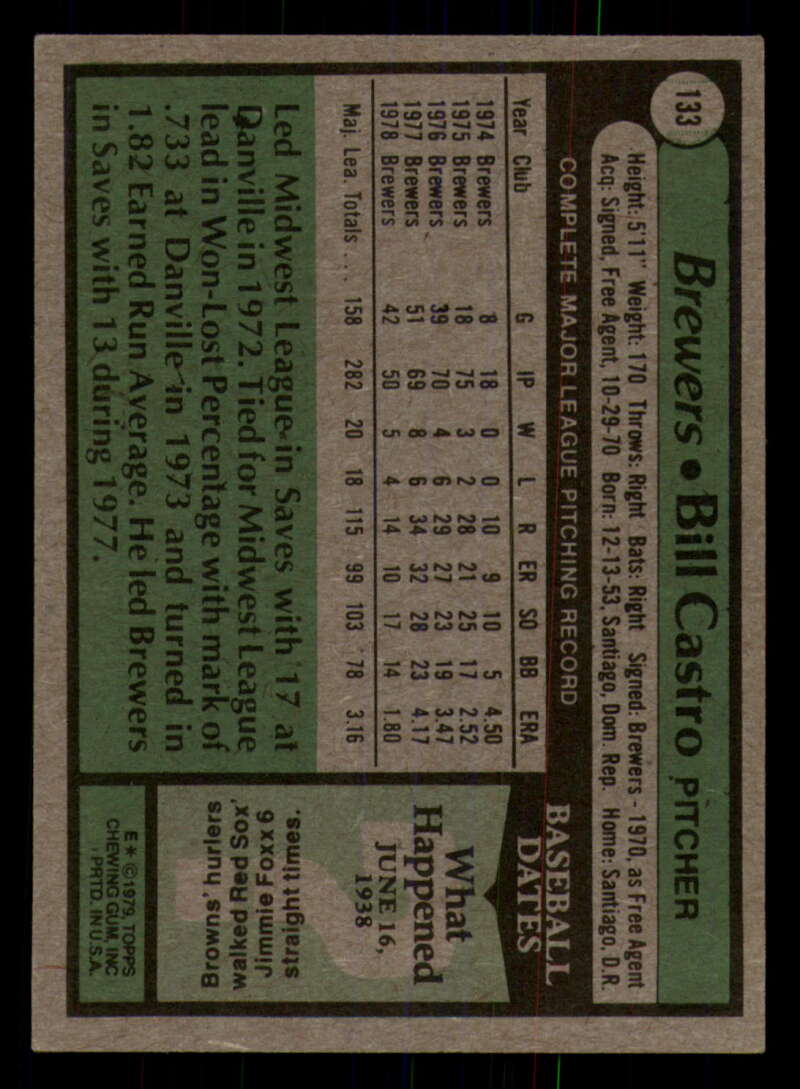 133
Brewers • Bill Castro PITCHER
Height: 5'11" Weight: 170 Throws: Right Bats: Right Signed: Brewers - 1970, as Free Agent
Acq: Signed, Free Agent, 10-29-70 Born: 12-13-53, Santiago, Dom. Rep. Home: Santiago, D.R.
COMPLETE MAJOR LEAGUE PITCHING RECORD
Year Club G IP W L R ER SO BB ERA
1974 Brewers 8 18 0 0 10 9 10 5 4.50
1975 Brewers 18 75 3 2 28 21 25 17 2.52
1976 Brewers 39 70 4 6 29 27 23 19 3.47
1977 Brewers 51 69 8 6 34 32 28 23 4.17
1978 Brewers 42 50 5 4 14 10 17 14 1.80
Maj. Lea. Totals . . . 158 282 20 18 115 99 103 78 3.16
Led Midwest League in Saves with 17 at
Danville in 1972. Tied for Midwest League
lead in Won-Lost Percentage with mark of
.733 at Danville in 1973 and turned in
1.82 Earned Run Average. He led Brewers
in Saves with 13 during 1977.
BASEBALL
DATES
What
Happened
JUNE 16,
1938
Browns' hurlers
walked Red Sox'
Jimmie Foxx 6
straight times.
E * © 1979, TOPPS
CHEWING GUM, INC
PRTD. IN U.S.A.